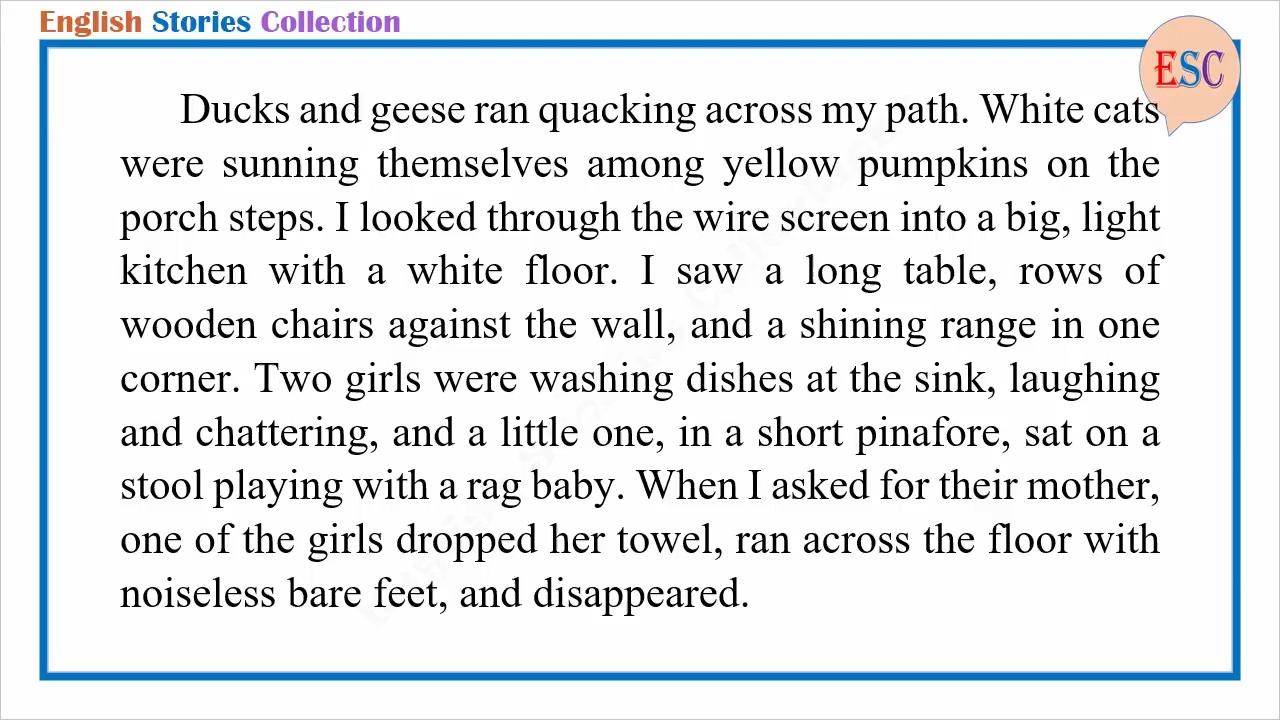 English Stories Collection
ESC
Ducks and geese ran quacking across my path. White cats
were sunning themselves among yellow pumpkins on the
porch steps. I looked through the wire screen into a big, light
kitchen with a white floor. I saw a long table, rows of
wooden chairs against the wall, and a shining range in one
corner. Two girls were washing dishes at the sink, laughing
and chattering, and a little one, in a short pinafore, sat on a
stool playing with a rag baby. When I asked for their mother,
one of the girls dropped her towel, ran across the floor with
noiseless bare feet, and disappeared.